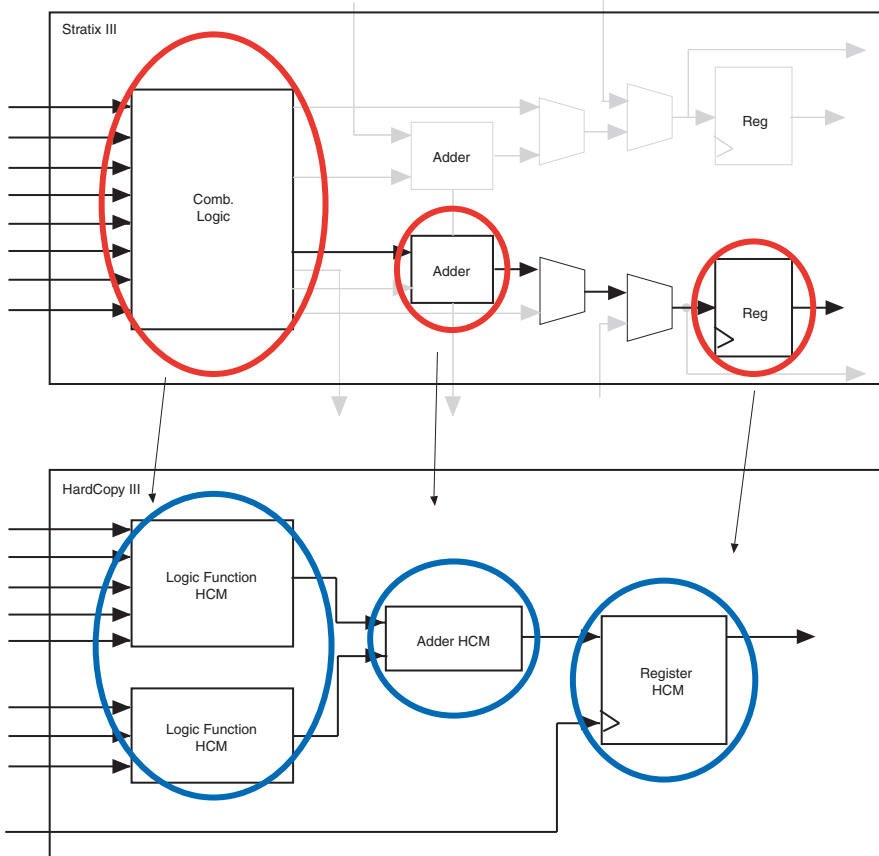 Stratix III
Comb.
Logic
Adder
Reg
Adder
Reg
HardCopy III
Logic Function
HCM
Adder HCM
Register
HCM
Logic Function
HCM